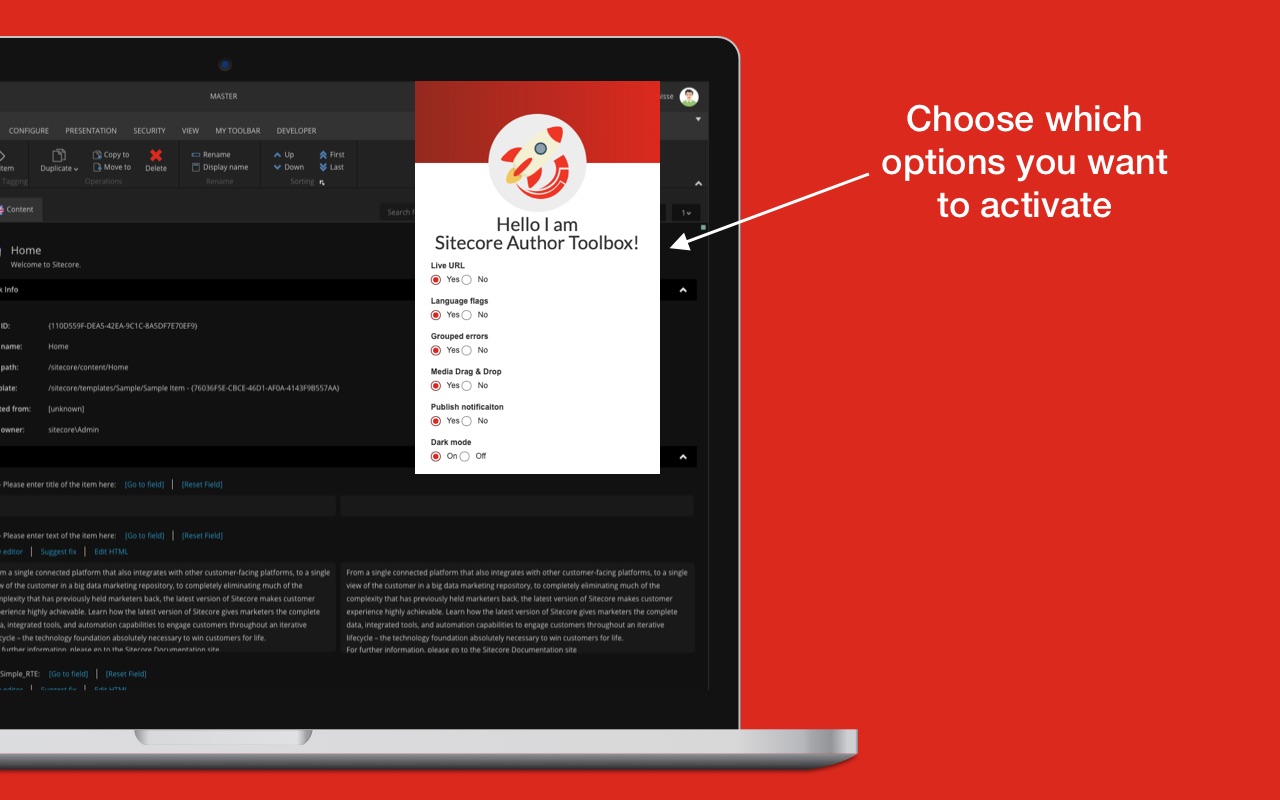 MASTER
isse
CONFIGURE PRESENTATION SECURITY VIEW MY TOOLBAR DEVELOPER
Copy to
Rename
Up
First
Duplicate
Move to
Delete
Display name
Down
Last
Tagging
Operations
Rename
Sorting
Content
Search
1
Home
Welcome to Sitecore.
Info
ID: {110D559F-DEA5-42EA-9C1C-8A5DF7E70EF9}
name: Home
path: /sitecore/content/Home
plate: /sitecore/templates/Sample/Sample Item - {76036F5E-CBCE-46D1-AF0A-4143F9B557AA}
ted from: [unknown]
owner: sitecore\Admin
- Please enter title of the item here: [Go to field] | [Reset Field]
- Please enter text of the item here: [Go to field] | [Reset Field]
editor | Suggest fix | Edit HTML
m a single connected platform that also integrates with other customer-facing platforms, to a single
w of the customer in a big data marketing repository, to completely eliminating much of the
mplexity that has previously held marketers back, the latest version of Sitecore makes customer
perience highly achievable. Learn how the latest version of Sitecore gives marketers the complete
a, integrated tools, and automation capabilities to engage customers throughout an iterative
cycle – the technology foundation absolutely necessary to win customers for life.
further information, please go to the Sitecore Documentation site
From a single connected platform that also integrates with other customer-facing platforms, to a single
view of the customer in a big data marketing repository, to completely eliminating much of the
complexity that has previously held marketers back, the latest version of Sitecore makes customer
experience highly achievable. Learn how the latest version of Sitecore gives marketers the complete
data, integrated tools, and automation capabilities to engage customers throughout an iterative
lifecycle – the technology foundation absolutely necessary to win customers for life.
For further information, please go to the Sitecore Documentation site
Simple_RTE: [Go to field] | [Reset Field]
editor | Suggest fix | Edit HTML
Hello I am
Sitecore Author Toolbox!
Live URL
Yes No
Language flags
Yes No
Grouped errors
Yes No
Media Drag & Drop
Yes No
Publish notificaiton
Yes No
Dark mode
On Off
Choose which
options you want
to activate